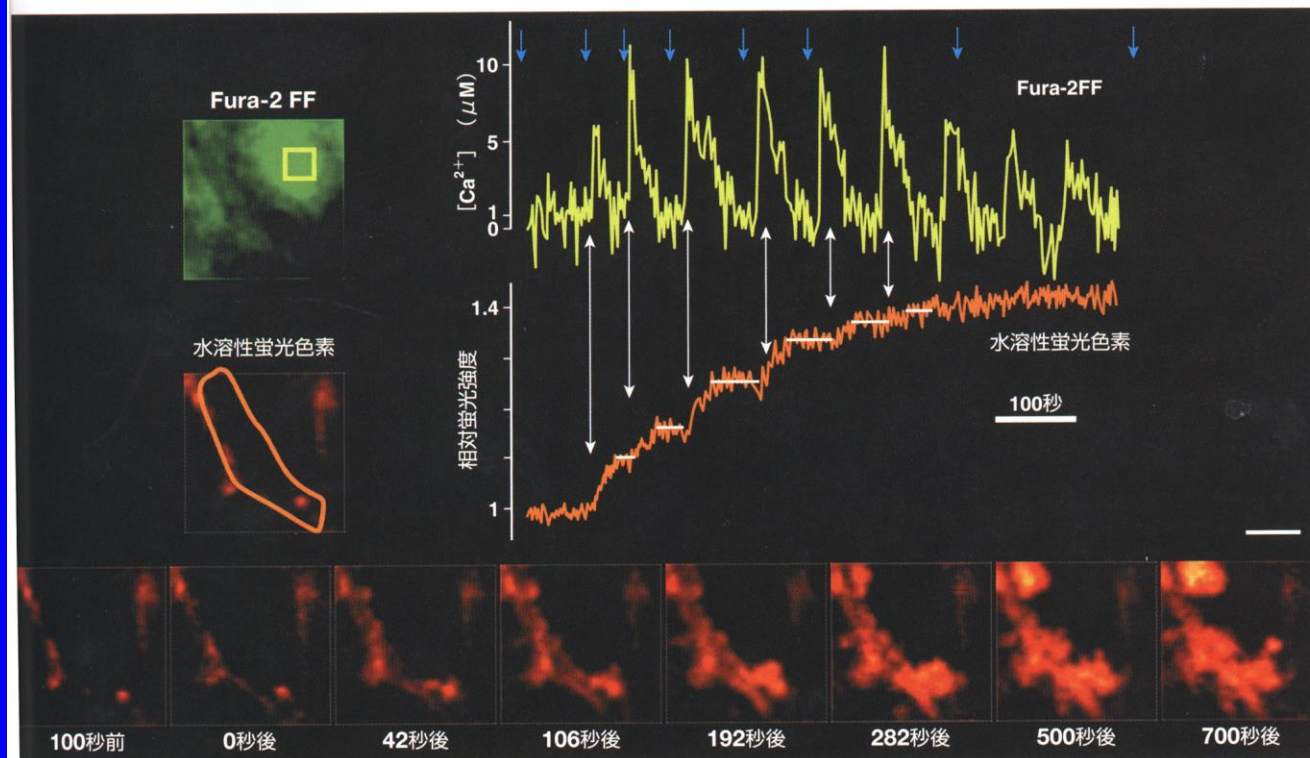 Fura-2 FF
水溶性蛍光色素
10
5
1
0
[Ca²⁺] (μM)
Fura-2FF
1.4
1
相対蛍光強度
水溶性蛍光色素
100秒
100秒前
0秒後
42秒後
106秒後
192秒後
282秒後
500秒後
700秒後